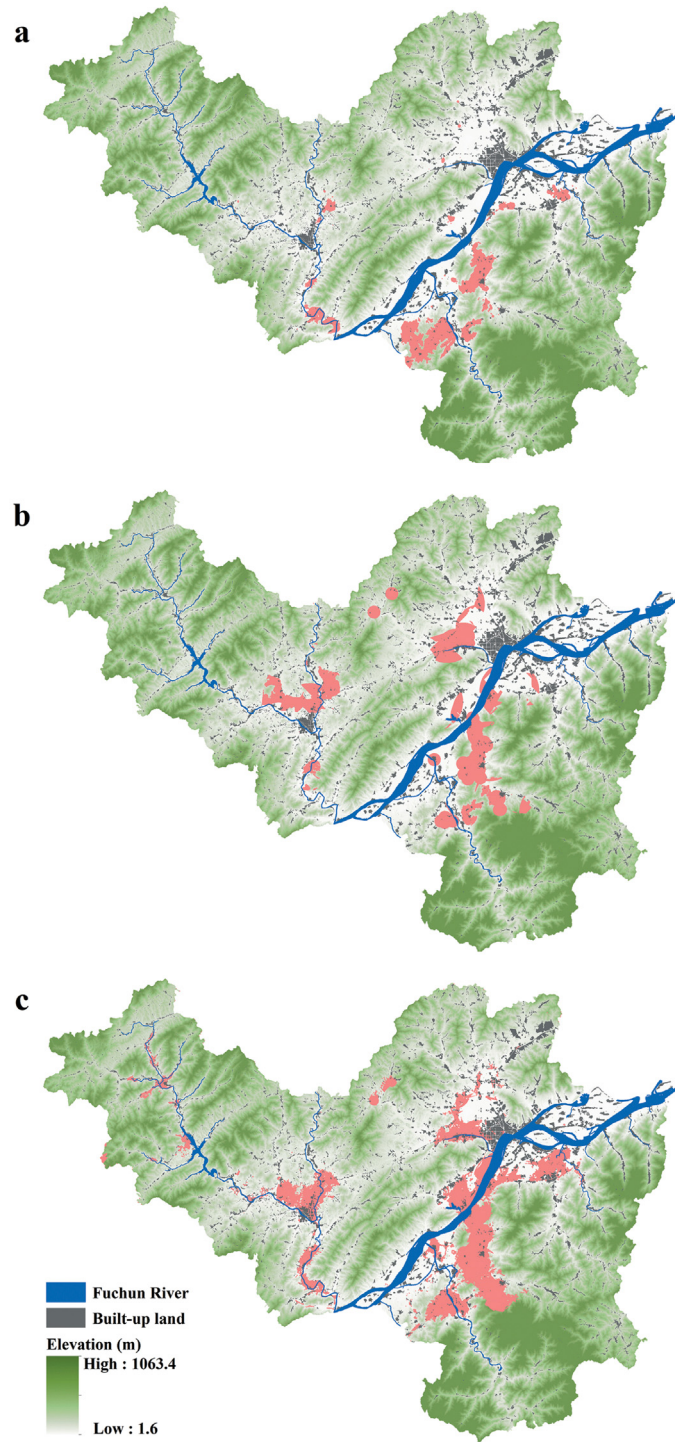 a
b
c
Fuchun River
Built-up land
Elevation (m)
High : 1063.4
Low : 1.6